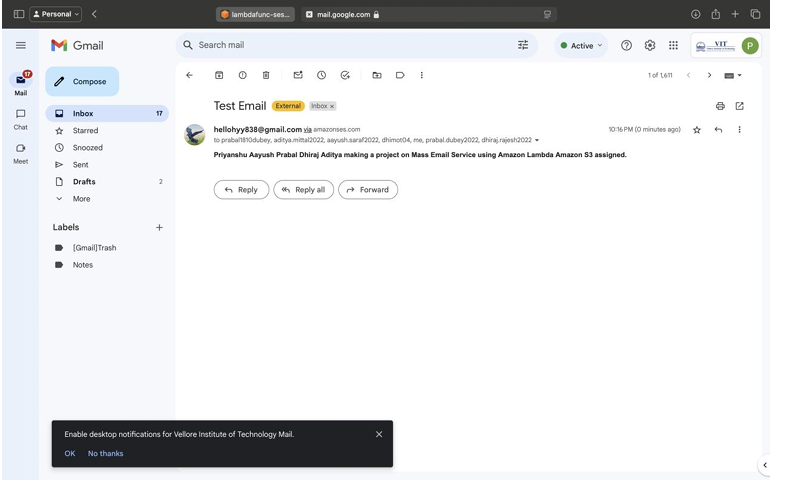 Personal
lambdafunc-ses...
mail.google.com
Gmail
Search mail
Active
VIT
P
17
Mail
Chat
Meet
Compose
Inbox 17
Starred
Snoozed
Sent
Drafts 2
More
Labels
[Gmail]Trash
Notes
1 of 1,611
Test Email External Inbox ×
hellohyy838@gmail.com via amazonses.com 10:16 PM (0 minutes ago)
to prabal1810dubey, aditya.mittal2022, aayush.saraf2022, dhimot04, me, prabal.dubey2022, dhiraj.rajesh2022
Priyanshu Aayush Prabal Dhiraj Aditya making a project on Mass Email Service using Amazon Lambda Amazon S3 assigned.
Reply Reply all Forward
Enable desktop notifications for Vellore Institute of Technology Mail.
OK No thanks